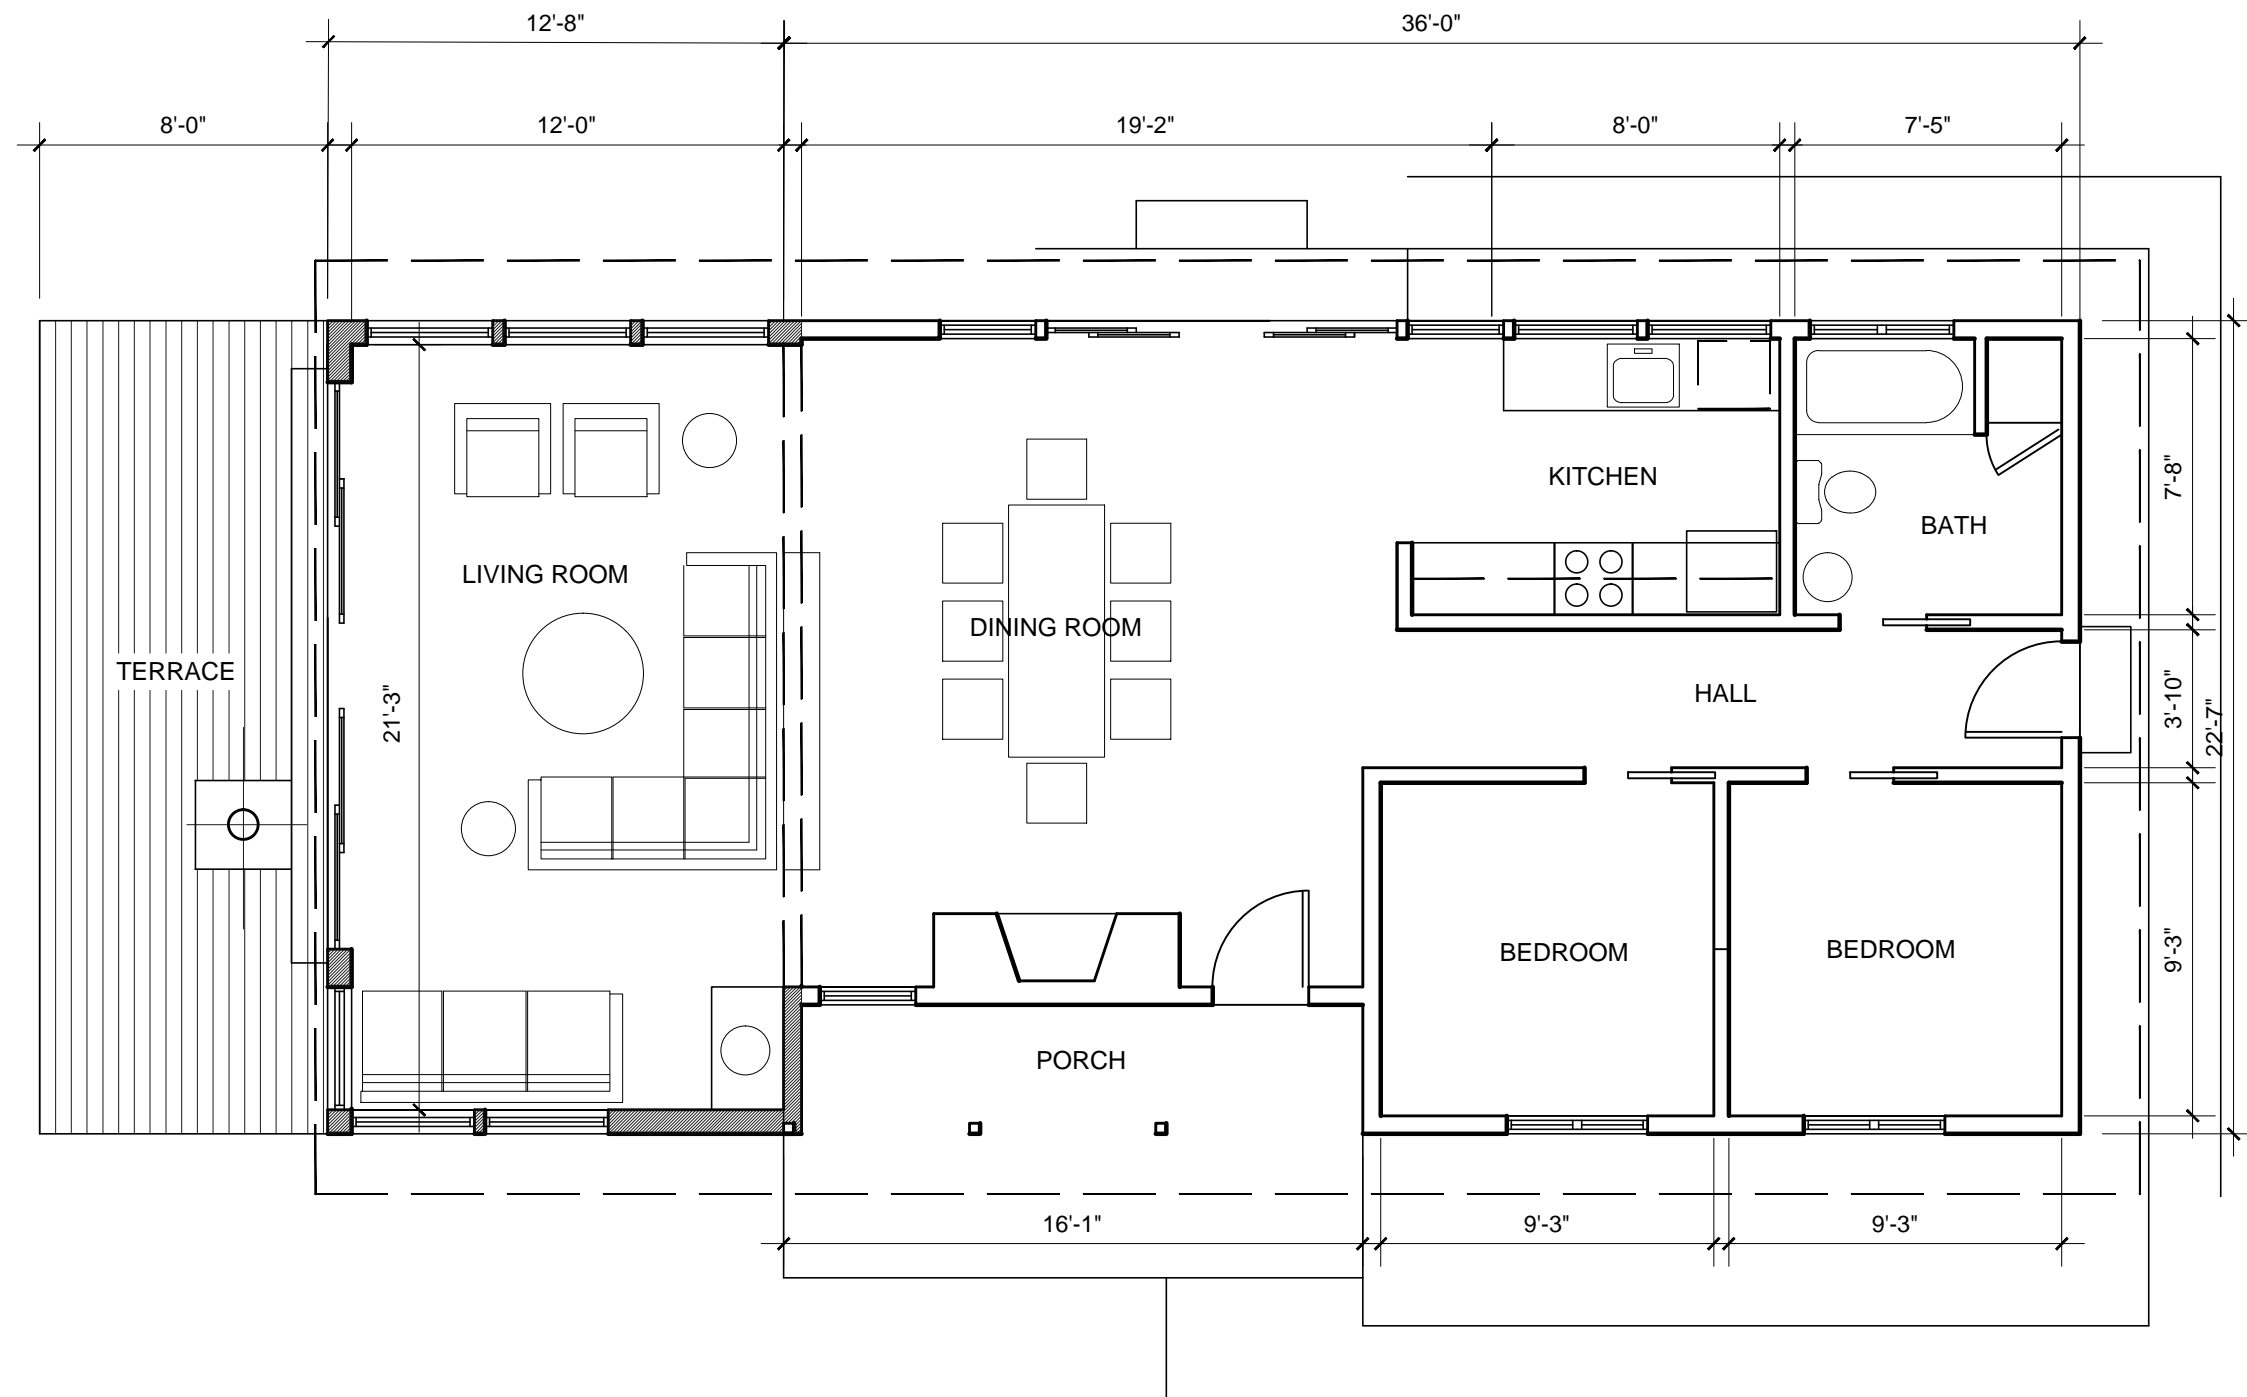 12'-8"
36'-0"
8'-0"
12'-0"
19'-2"
8'-0"
7'-5"
KITCHEN
7'-8"
BATH
LIVING ROOM
DINING ROOM
TERRACE
HALL
21'-3"
3'-10"
22'-7"
BEDROOM
BEDROOM
9'-3"
PORCH
16'-1"
9'-3"
9'-3"